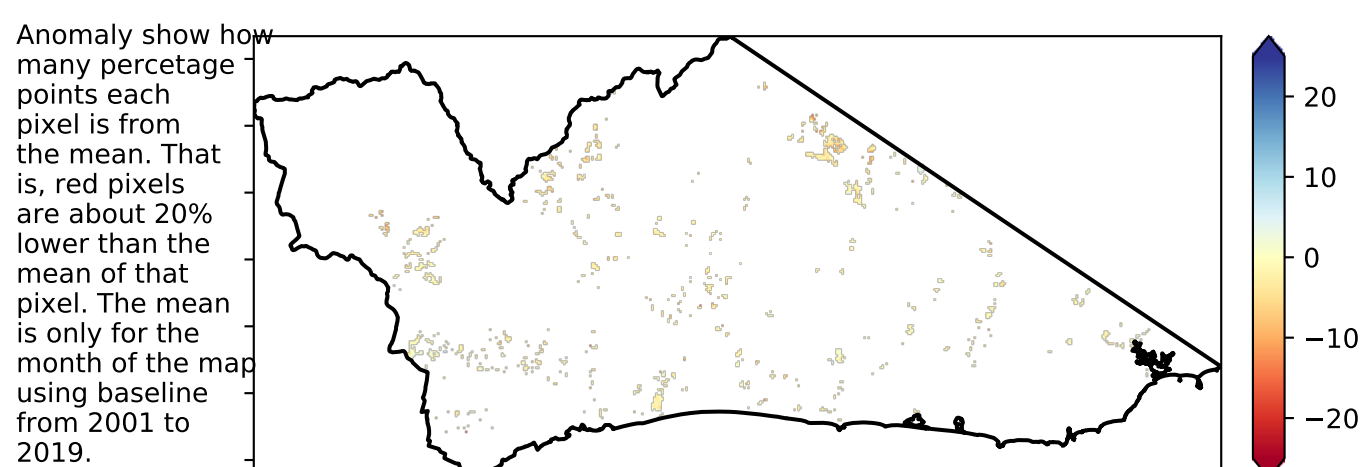 Anomaly show how
many percetage
points each
pixel is from
the mean. That
is, red pixels
are about 20%
lower than the
mean of that
pixel. The mean
is only for the
month of the map
using baseline
from 2001 to
2019.
20
10
0
−10
−20